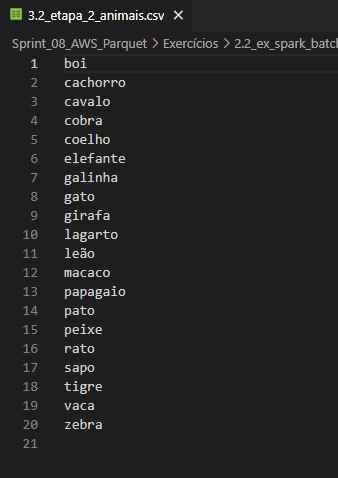 3.2_etapa_2_animais.csv ×
Sprint_08_AWS_Parquet > Exercícios > 2.2_ex_spark_batch
1 boi
2 cachorro
3 cavalo
4 cobra
5 coelho
6 elefante
7 galinha
8 gato
9 girafa
10 lagarto
11 leão
12 macaco
13 papagaio
14 pato
15 peixe
16 rato
17 sapo
18 tigre
19 vaca
20 zebra
21